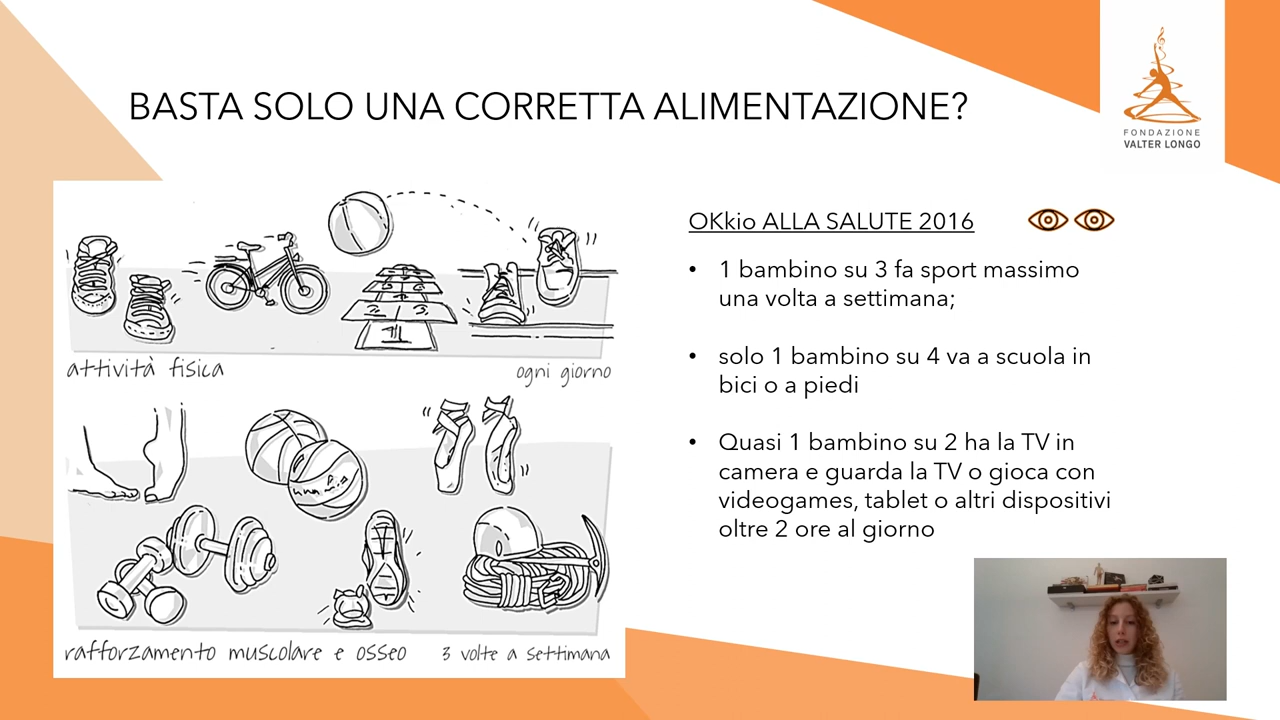 BASTA SOLO UNA CORRETTA ALIMENTAZIONE?
FONDAZIONE
VALTER LONGO
attività fisica
ogni giorno
rafforzamento muscolare e osseo
3 volte a settimana
OKkio ALLA SALUTE 2016
• 1 bambino su 3 fa sport massimo
una volta a settimana;
• solo 1 bambino su 4 va a scuola in
bici o a piedi
• Quasi 1 bambino su 2 ha la TV in
camera e guarda la TV o gioca con
videogames, tablet o altri dispositivi
oltre 2 ore al giorno